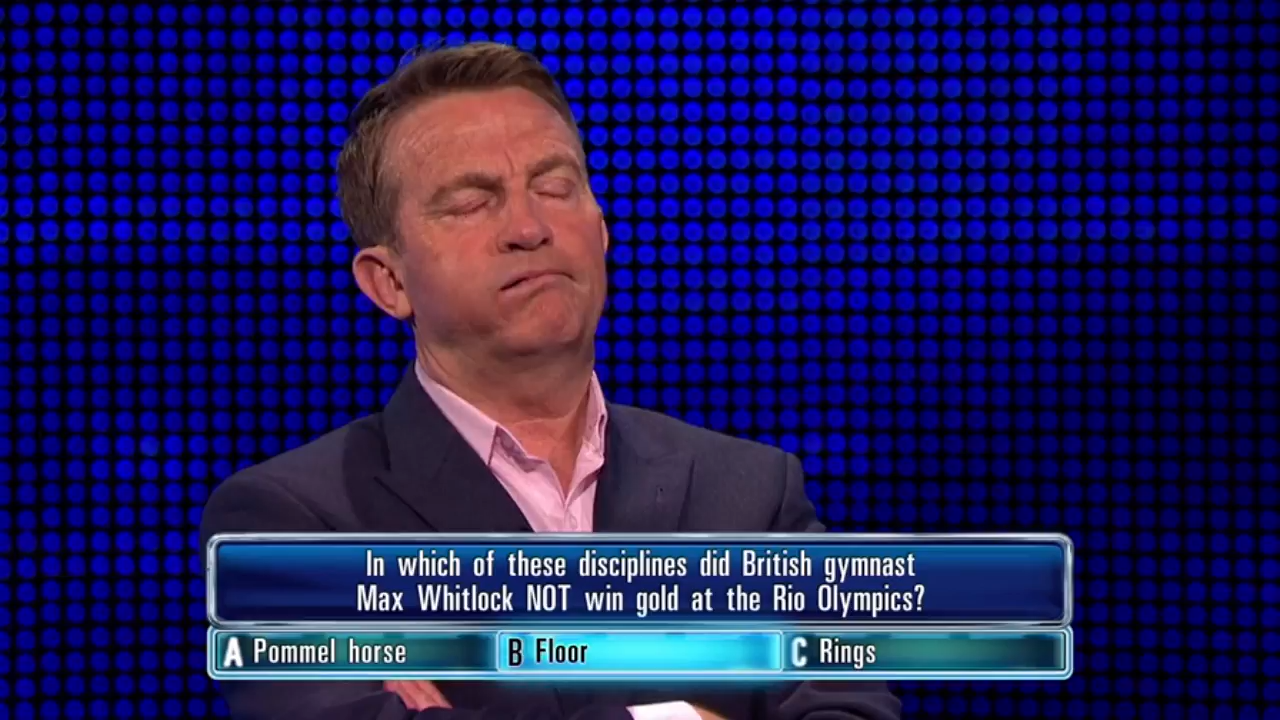 In which of these disciplines did British gymnast
Max Whitlock NOT win gold at the Rio Olympics?
A Pommel horse B Floor C Rings